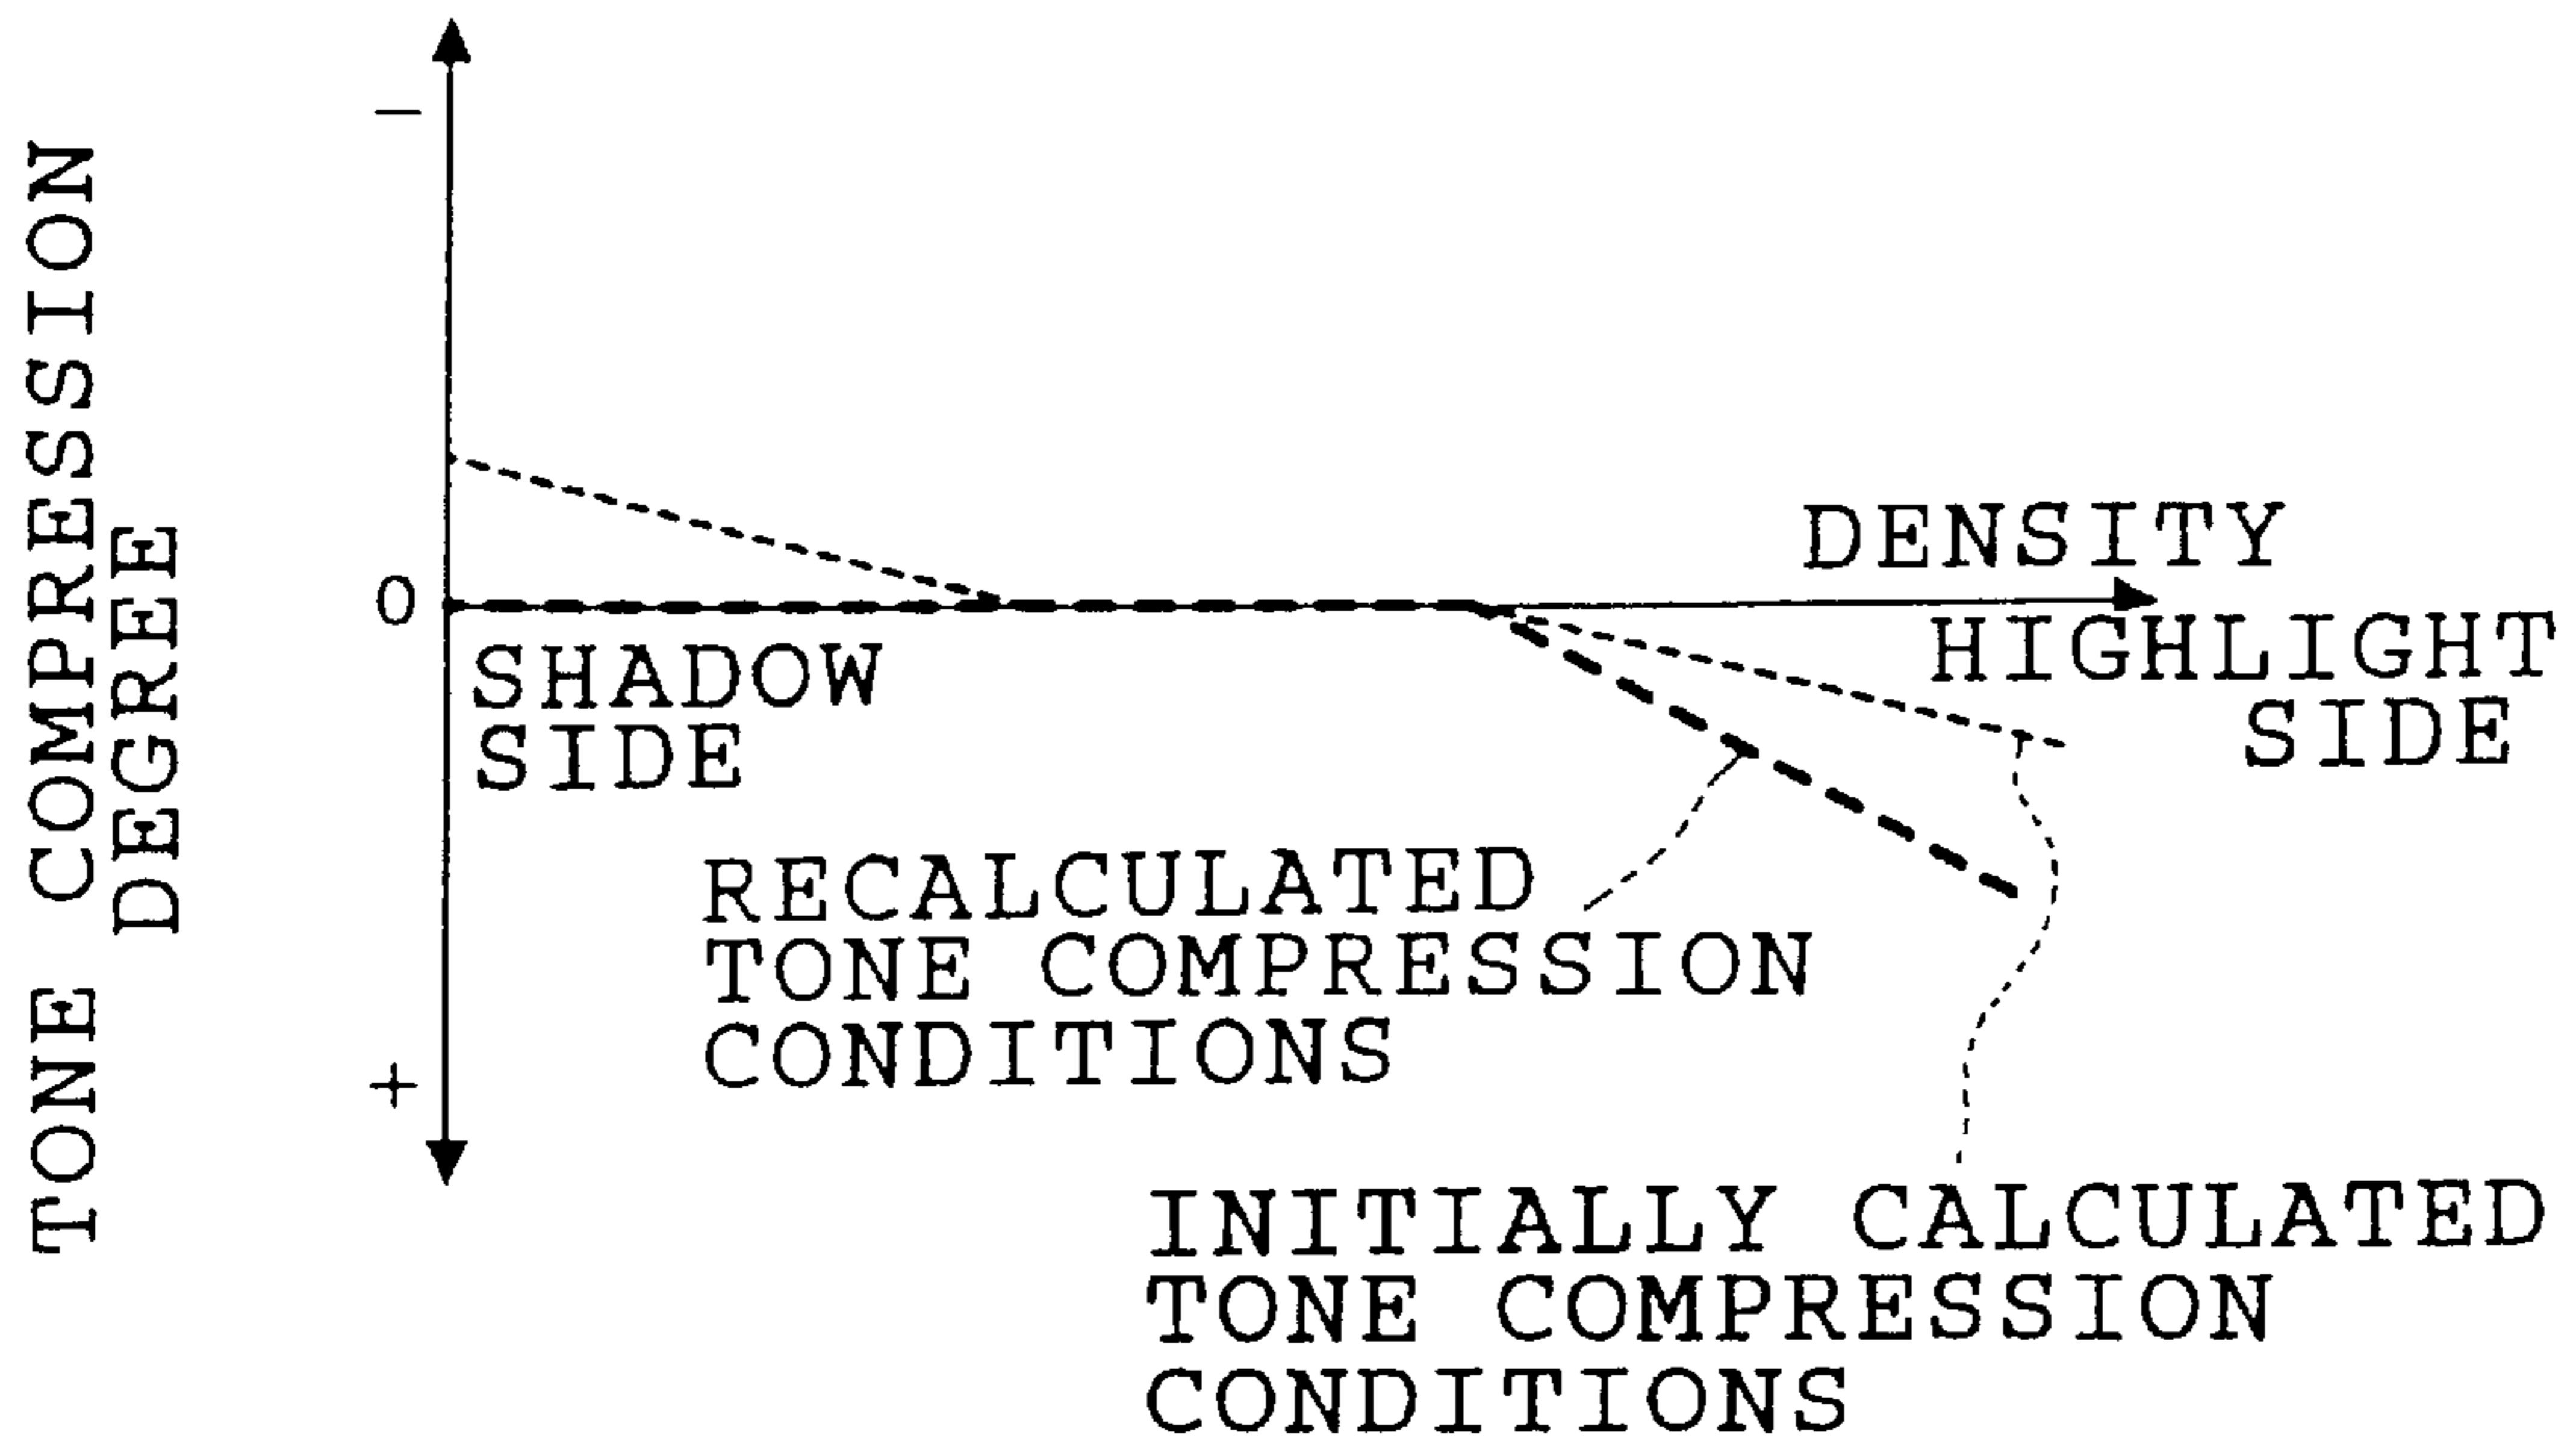 TONE COMPRESSION
DEGREE
−
0
+
DENSITY
HIGHLIGHT
SIDE
SHADOW
SIDE
RECALCULATED
TONE COMPRESSION
CONDITIONS
INITIALLY CALCULATED
TONE COMPRESSION
CONDITIONS